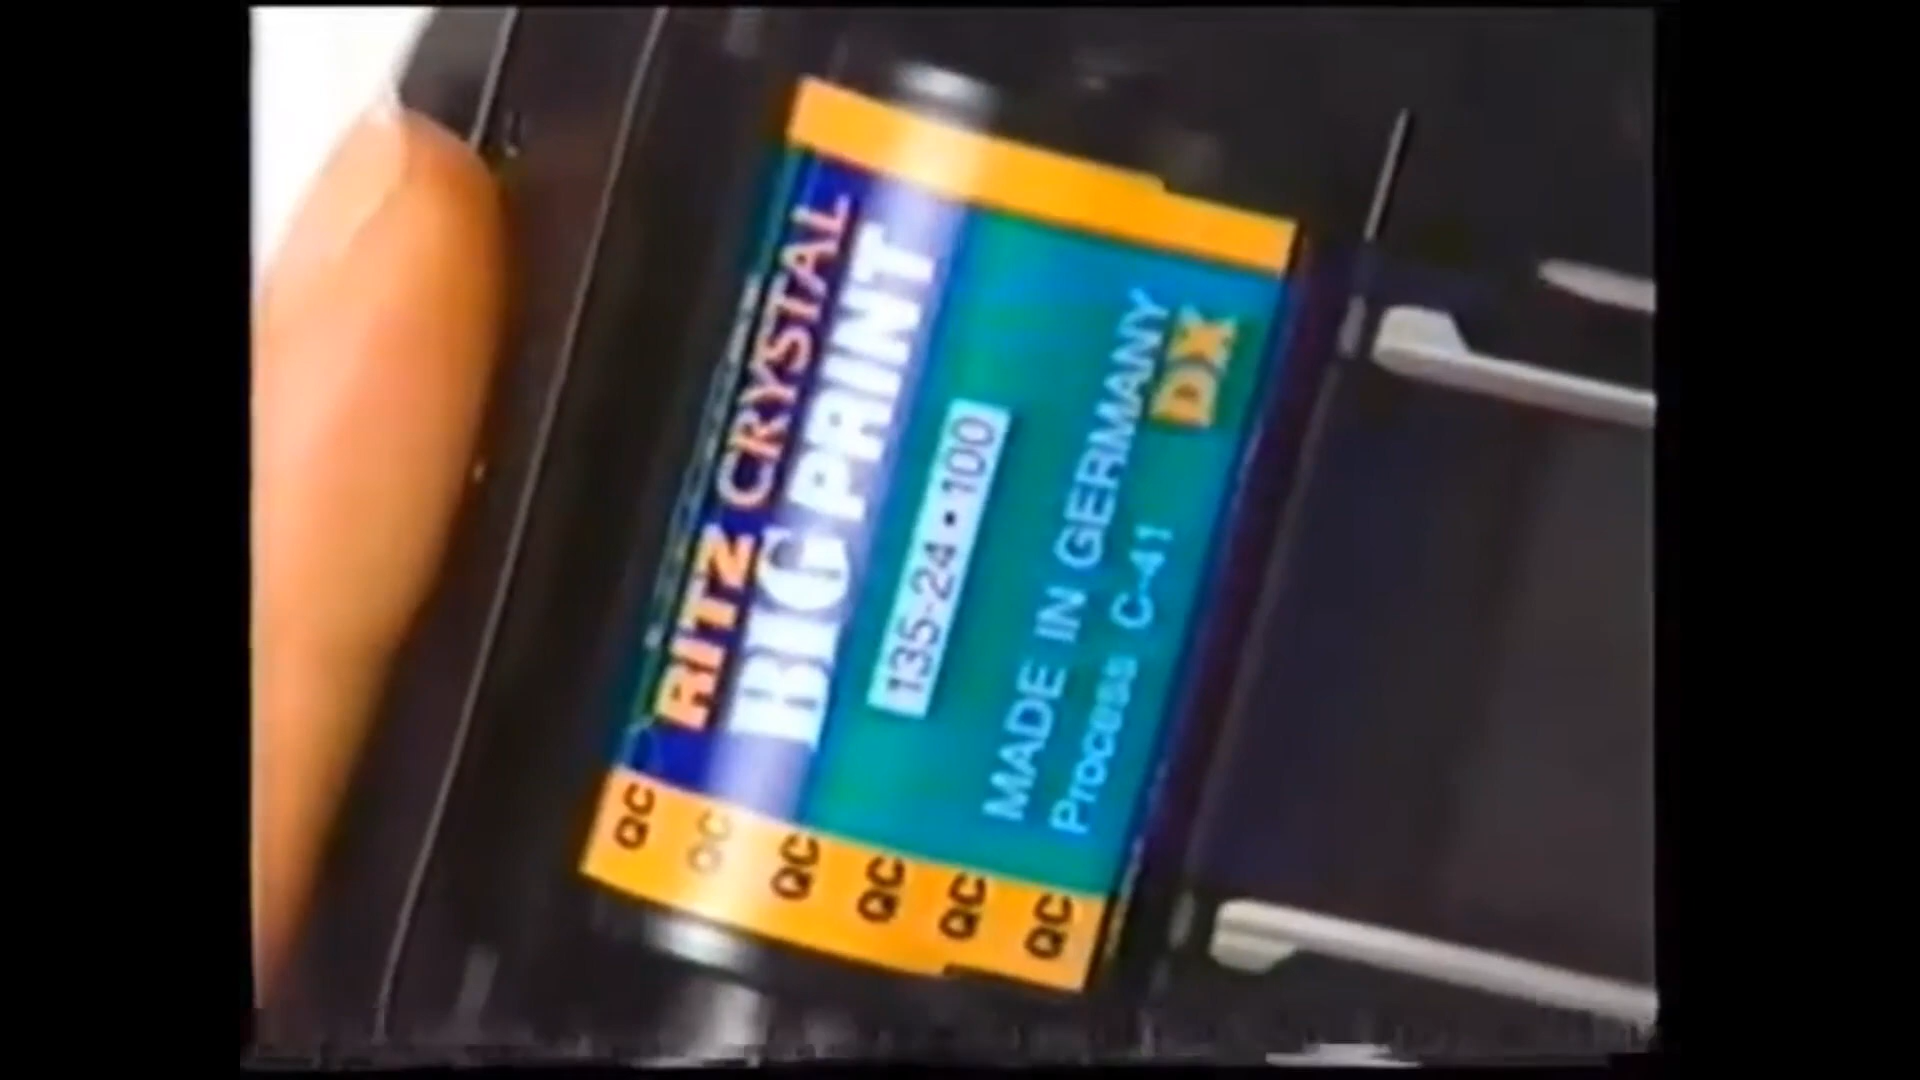 RITZ CRYSTAL
BIG PRINT
135-24 • 100
MADE IN GERMANY
Process C-41
DX
QC
QC
QC
QC
QC
QC